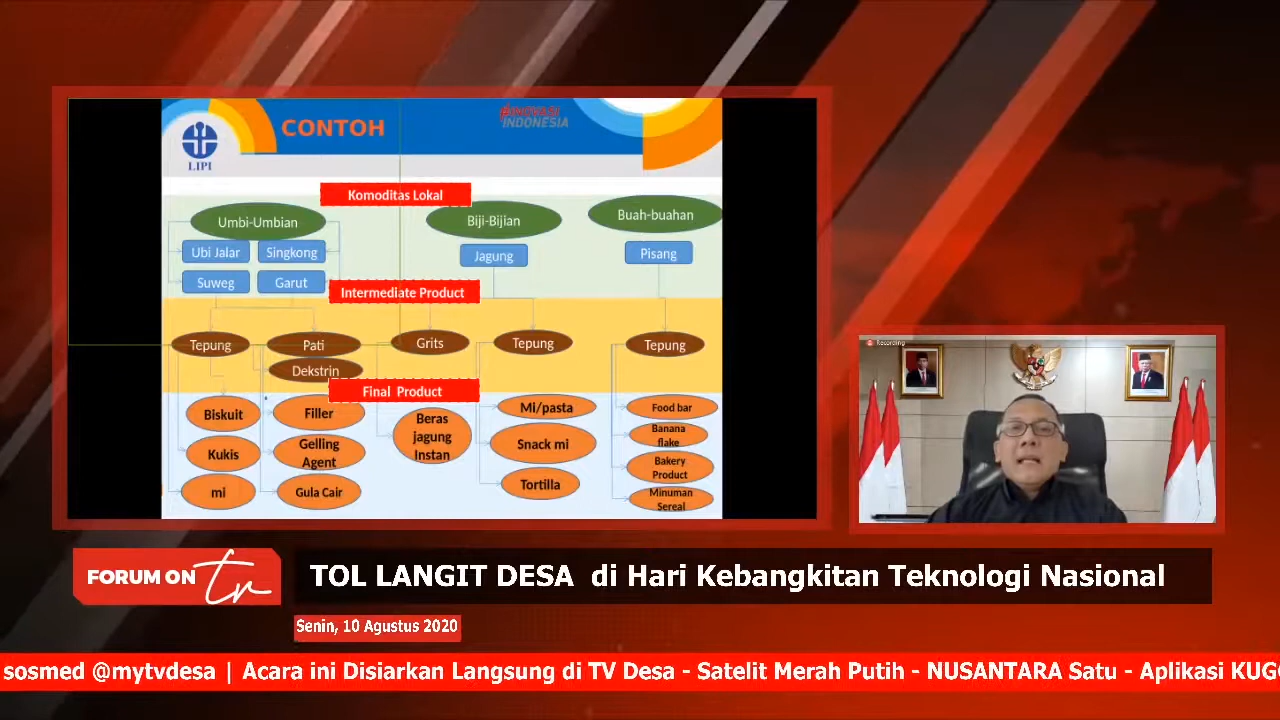 CONTOH
INOVASI
INDONESIA
LIPI
Komoditas Lokal
Umbi-Umbian
Biji-Bijian
Buah-buahan
Ubi Jalar
Singkong
Jagung
Pisang
Suweg
Garut
Intermediate Product
Tepung
Pati
Grits
Tepung
Tepung
Dekstrin
Final Product
Biskuit
Filler
Beras
jagung
Instan
Mi/pasta
Food bar
Kukis
Gelling
Agent
Snack mi
Banana
flake
Bakery
Product
mi
Gula Cair
Tortilla
Minuman
Sereal
Recording
FORUM ON tr
TOL LANGIT DESA di Hari Kebangkitan Teknologi Nasional
Senin, 10 Agustus 2020
sosmed @mytvdesa | Acara ini Disiarkan Langsung di TV Desa - Satelit Merah Putih - NUSANTARA Satu - Aplikasi KUGO